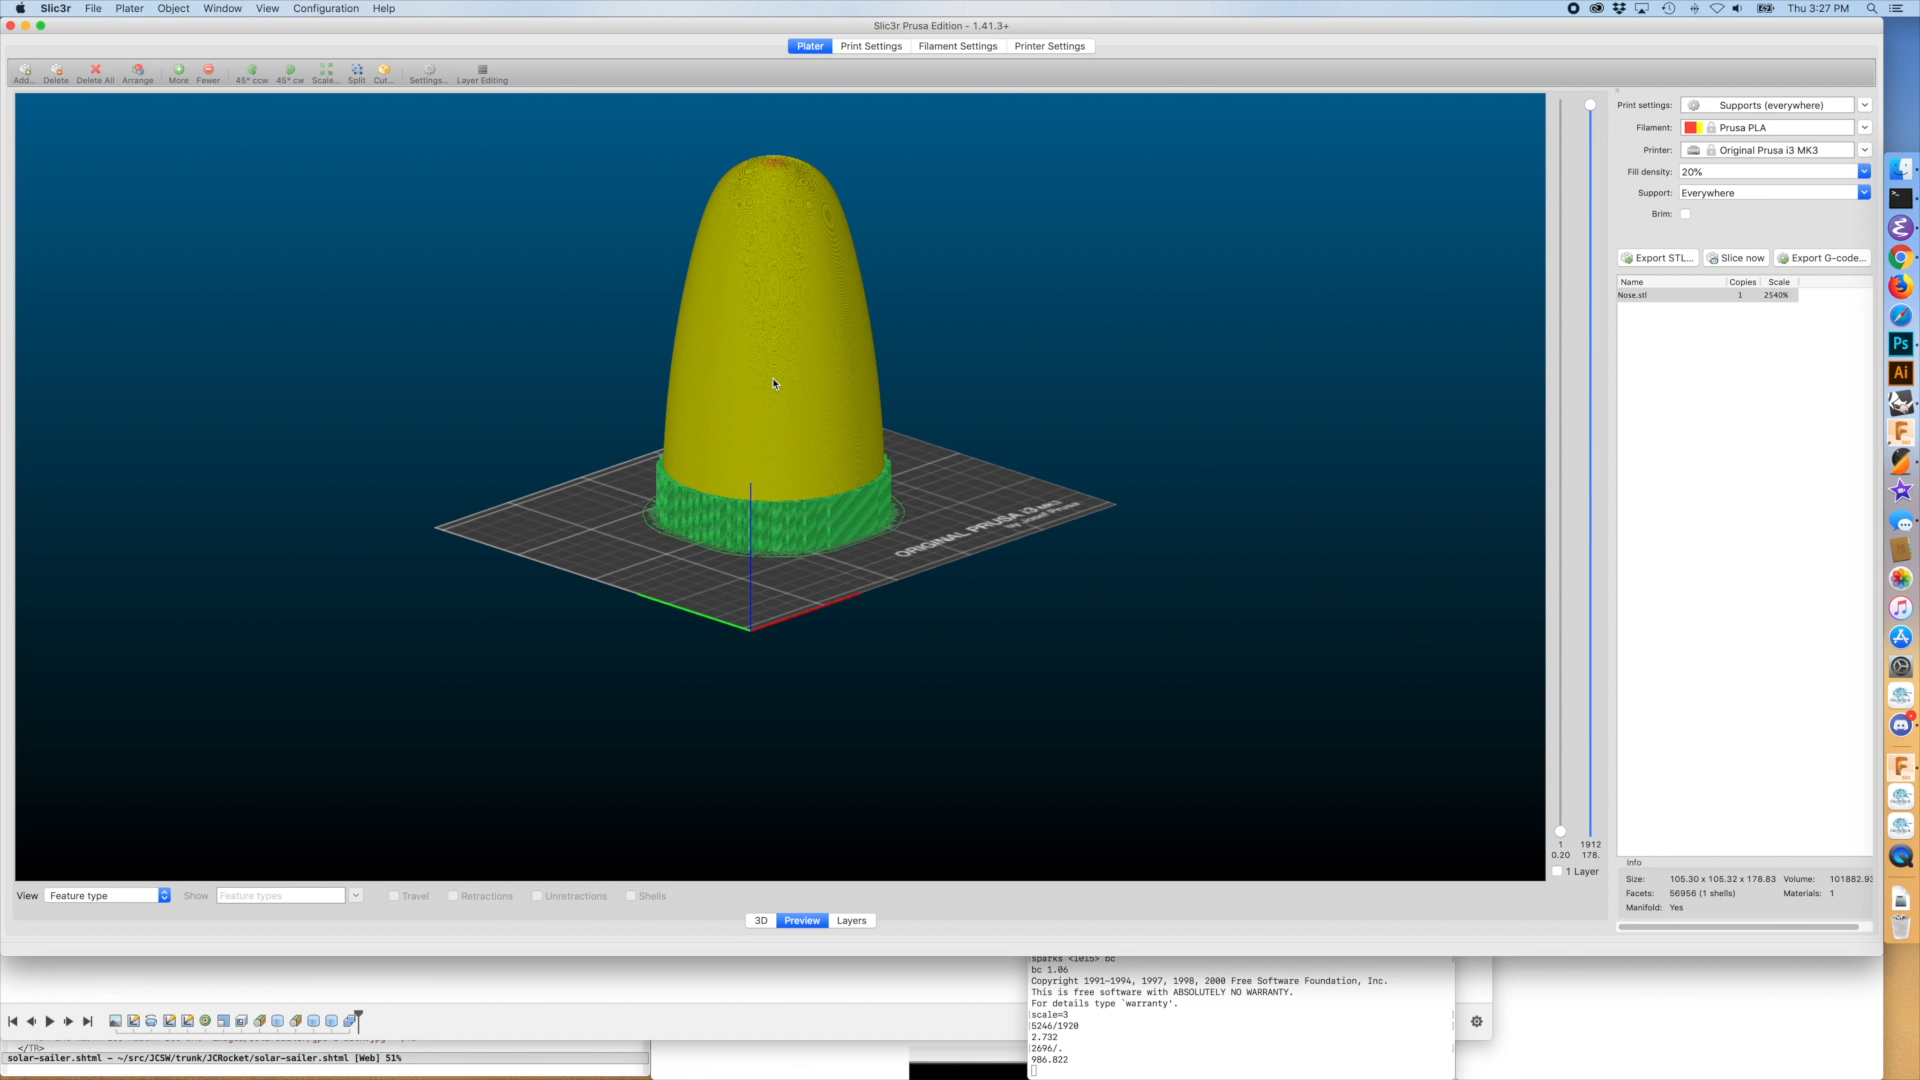 Slic3r File Plater Object Window View Configuration Help
Thu 3:27 PM
Slic3r Prusa Edition - 1.41.3+
Plater Print Settings Filament Settings Printer Settings
Add... Delete Delete All Arrange More Fewer 45° ccw 45° cw Scale... Split Cut... Settings... Layer Editing
Print settings: Supports (everywhere)
Filament: Prusa PLA
Printer: Original Prusa i3 MK3
Fill density: 20%
Support: Everywhere
Brim:
Export STL... Slice now Export G-code...
Name Copies Scale
Nose.stl 1 2540%
ORIGINAL PRUSA i3 MK3
by Josef Prusa
Ps
Ai
1 1912
0.20 178.
1 Layer
Info
Size: 105.30 x 105.32 x 178.83 Volume: 101882.93
Facets: 56956 (1 shells) Materials: 1
Manifold: Yes
View Feature type Show Feature types Travel Retractions Unretractions Shells
3D Preview Layers
sparks <1015> bc
bc 1.06
Copyright 1991-1994, 1997, 1998, 2000 Free Software Foundation, Inc.
This is free software with ABSOLUTELY NO WARRANTY.
For details type `warranty'.
scale=3
5246/1920
2.732
2696/.
986.822
</TR>
solar-sailer.shtml - ~/src/JCSW/trunk/JCRocket/solar-sailer.shtml [Web] 51%